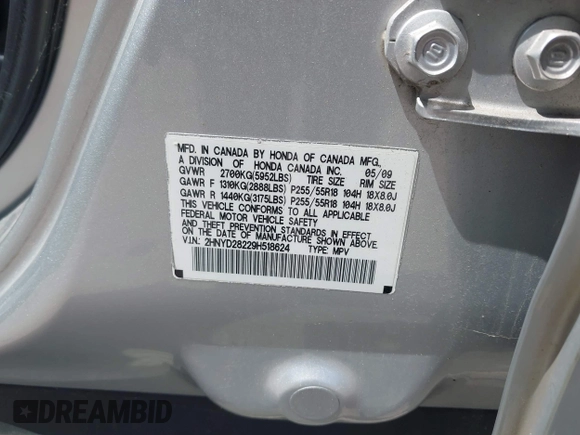 MFD. IN CANADA BY HONDA OF CANADA MFG.
A DIVISION OF HONDA CANADA INC. 05/09
GVWR 2700KG(5952LBS) TIRE SIZE RIM SIZE
GAWR F 1310KG(2888LBS) P255/55R18 104H 18X8.0J
GAWR R 1440KG(3175LBS) P255/55R18 104H 18X8.0J
THIS VEHICLE CONFORMS TO ALL APPLICABLE
FEDERAL MOTOR VEHICLE SAFETY
AND THEFT PREVENTION STANDARDS IN EFFECT
ON THE DATE OF MANUFACTURE SHOWN ABOVE.
V.I.N.: 2HNYD28229H518624 TYPE: MPV
DREAMBID